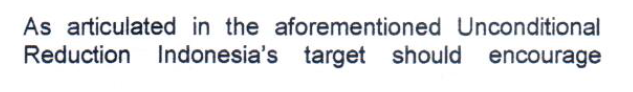 As articulated in the aforementioned Unconditional
Reduction Indonesia's target should encourage